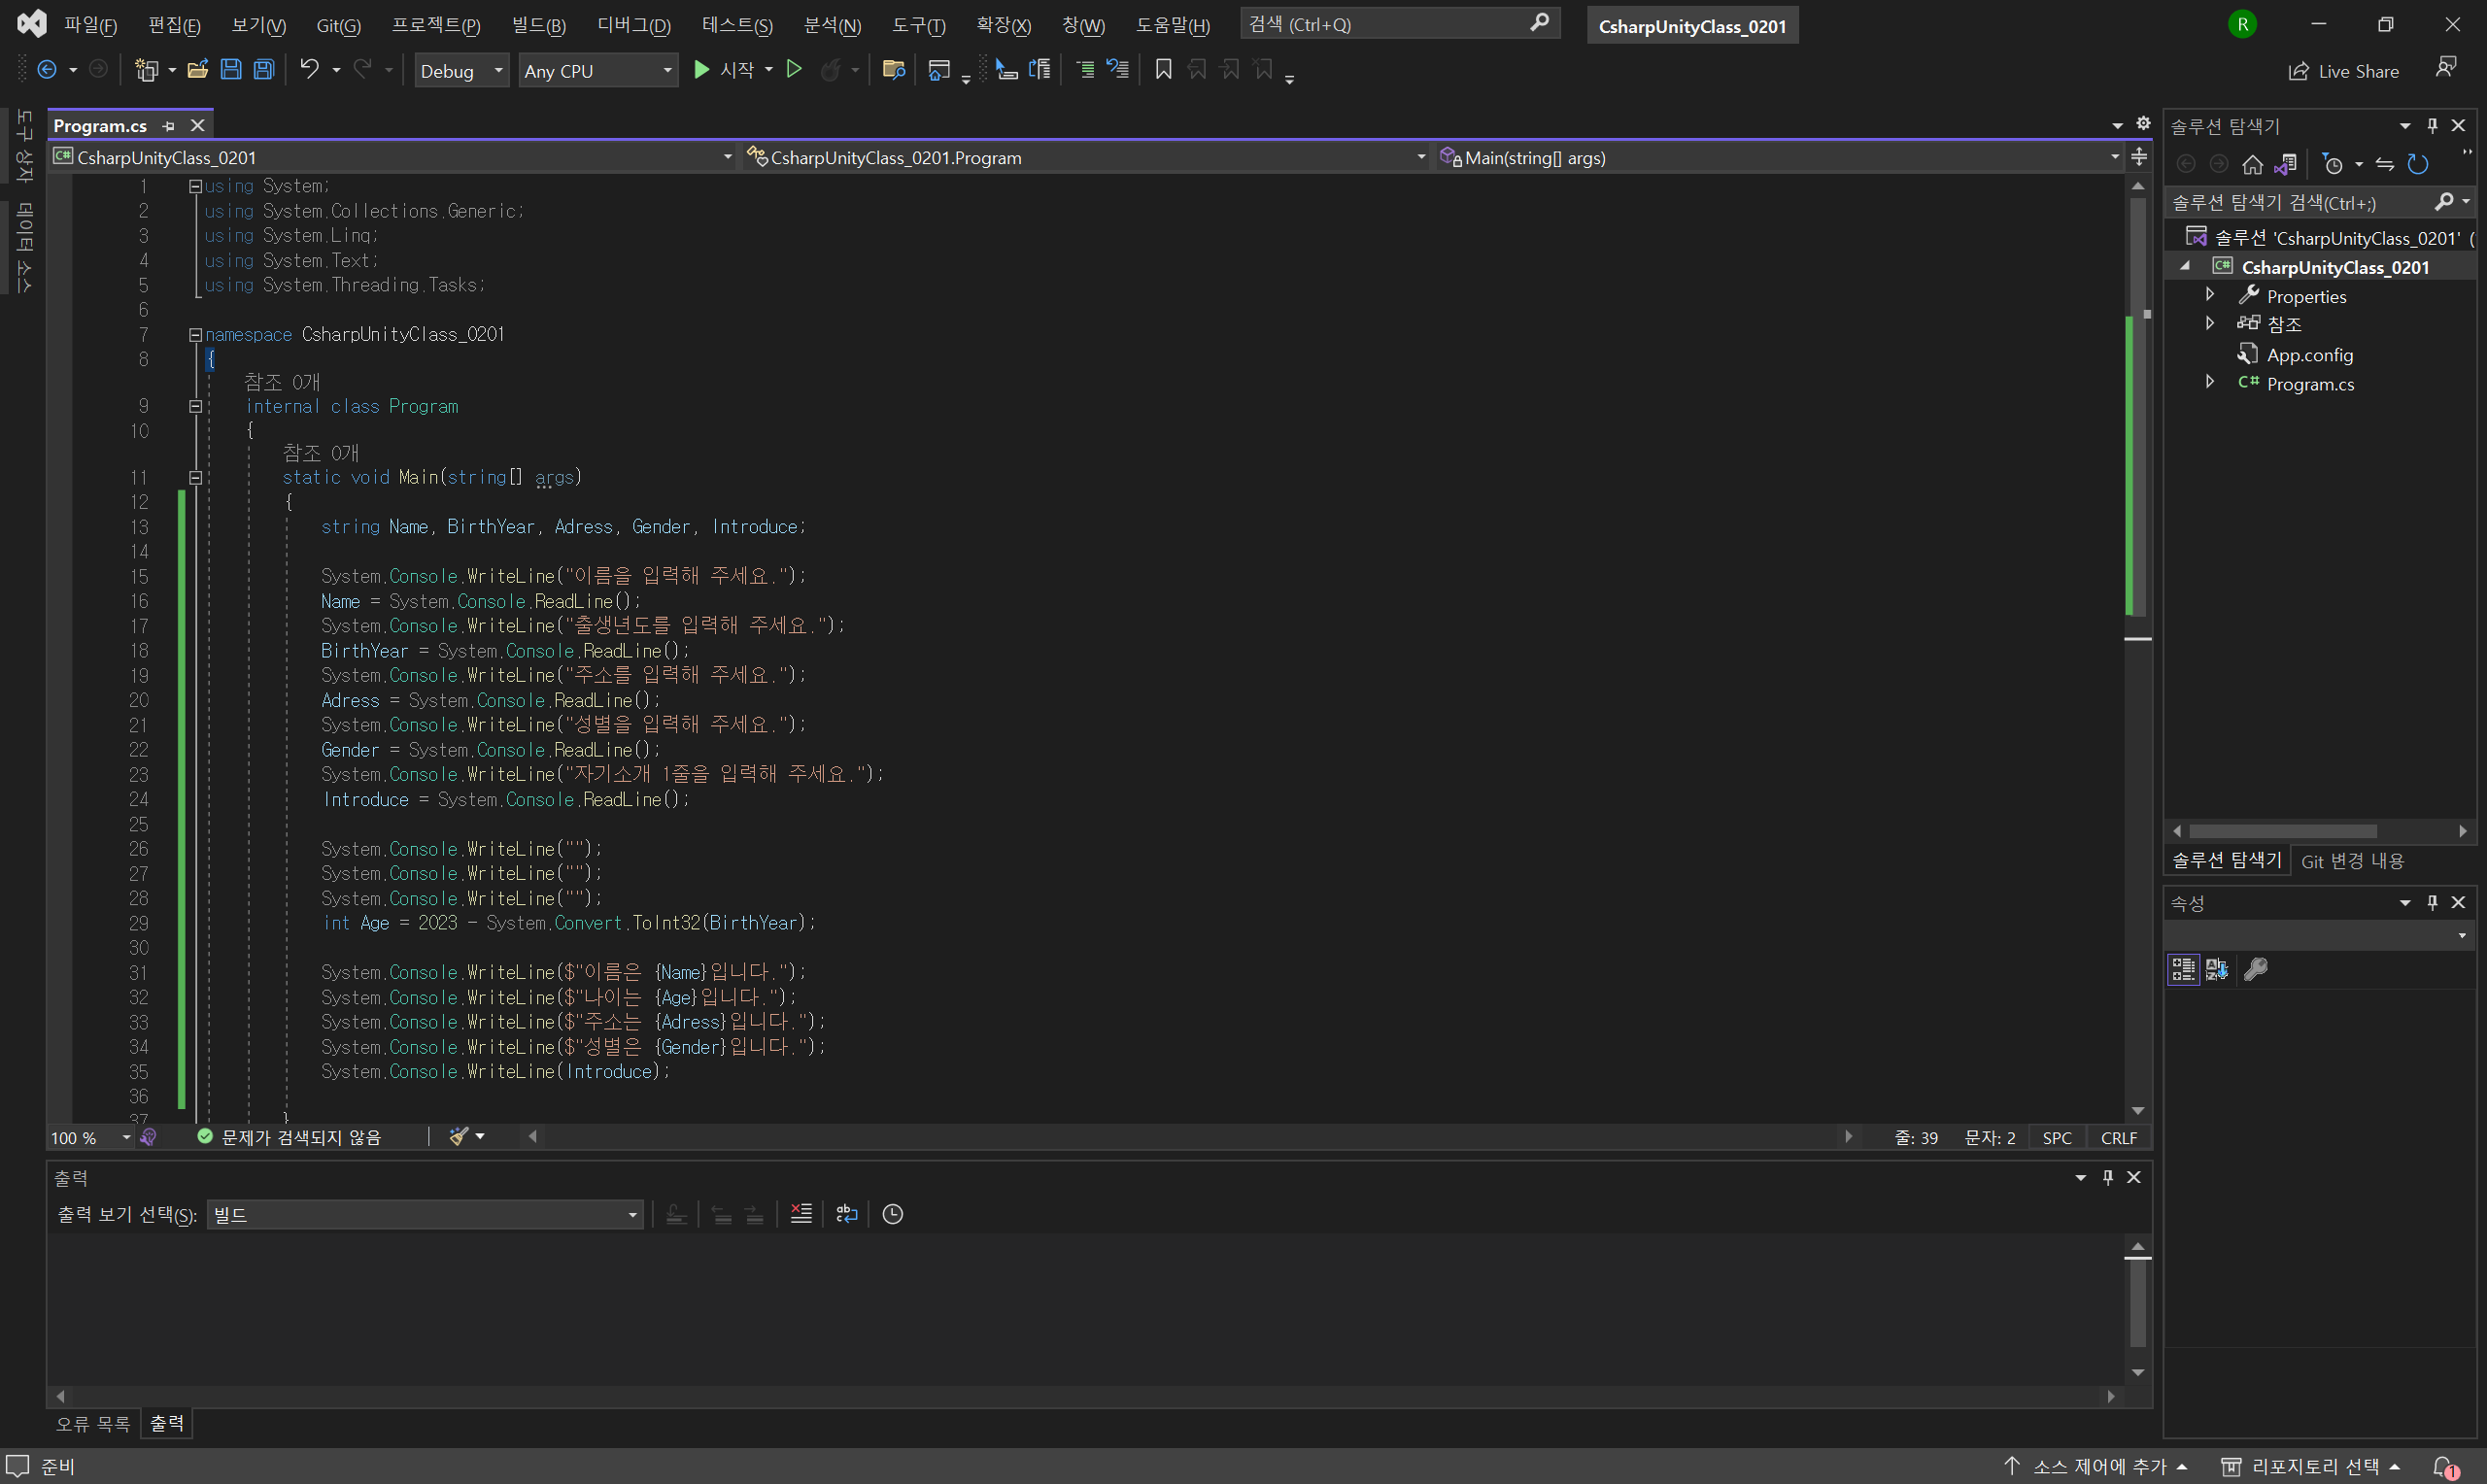 파일(F) 편집(E) 보기(V) Git(G) 프로젝트(P) 빌드(B) 디버그(D) 테스트(S) 분석(N) 도구(T) 확장(X) 창(W) 도움말(H) 검색 (Ctrl+Q) CsharpUnityClass_0201 R
Debug Any CPU 시작 Live Share
도구 상자
데이터 소스
Program.cs
CsharpUnityClass_0201 CsharpUnityClass_0201.Program Main(string[] args)
1 using System;
2 using System.Collections.Generic;
3 using System.Linq;
4 using System.Text;
5 using System.Threading.Tasks;
6
7 namespace CsharpUnityClass_0201
8 {
참조 0개
9 internal class Program
10 {
참조 0개
11 static void Main(string[] args)
12 {
13 string Name, BirthYear, Adress, Gender, Introduce;
14
15 System.Console.WriteLine("이름을 입력해 주세요.");
16 Name = System.Console.ReadLine();
17 System.Console.WriteLine("출생년도를 입력해 주세요.");
18 BirthYear = System.Console.ReadLine();
19 System.Console.WriteLine("주소를 입력해 주세요.");
20 Adress = System.Console.ReadLine();
21 System.Console.WriteLine("성별을 입력해 주세요.");
22 Gender = System.Console.ReadLine();
23 System.Console.WriteLine("자기소개 1줄을 입력해 주세요.");
24 Introduce = System.Console.ReadLine();
25
26 System.Console.WriteLine("");
27 System.Console.WriteLine("");
28 System.Console.WriteLine("");
29 int Age = 2023 - System.Convert.ToInt32(BirthYear);
30
31 System.Console.WriteLine($"이름은 {Name}입니다.");
32 System.Console.WriteLine($"나이는 {Age}입니다.");
33 System.Console.WriteLine($"주소는 {Adress}입니다.");
34 System.Console.WriteLine($"성별은 {Gender}입니다.");
35 System.Console.WriteLine(Introduce);
36
37 }
100 % 문제가 검색되지 않음 줄: 39 문자: 2 SPC CRLF
출력
출력 보기 선택(S): 빌드
오류 목록 출력
솔루션 탐색기
솔루션 탐색기 검색(Ctrl+;)
솔루션 'CsharpUnityClass_0201' (
CsharpUnityClass_0201
Properties
참조
App.config
Program.cs
솔루션 탐색기 Git 변경 내용
속성
준비 소스 제어에 추가 리포지토리 선택 1